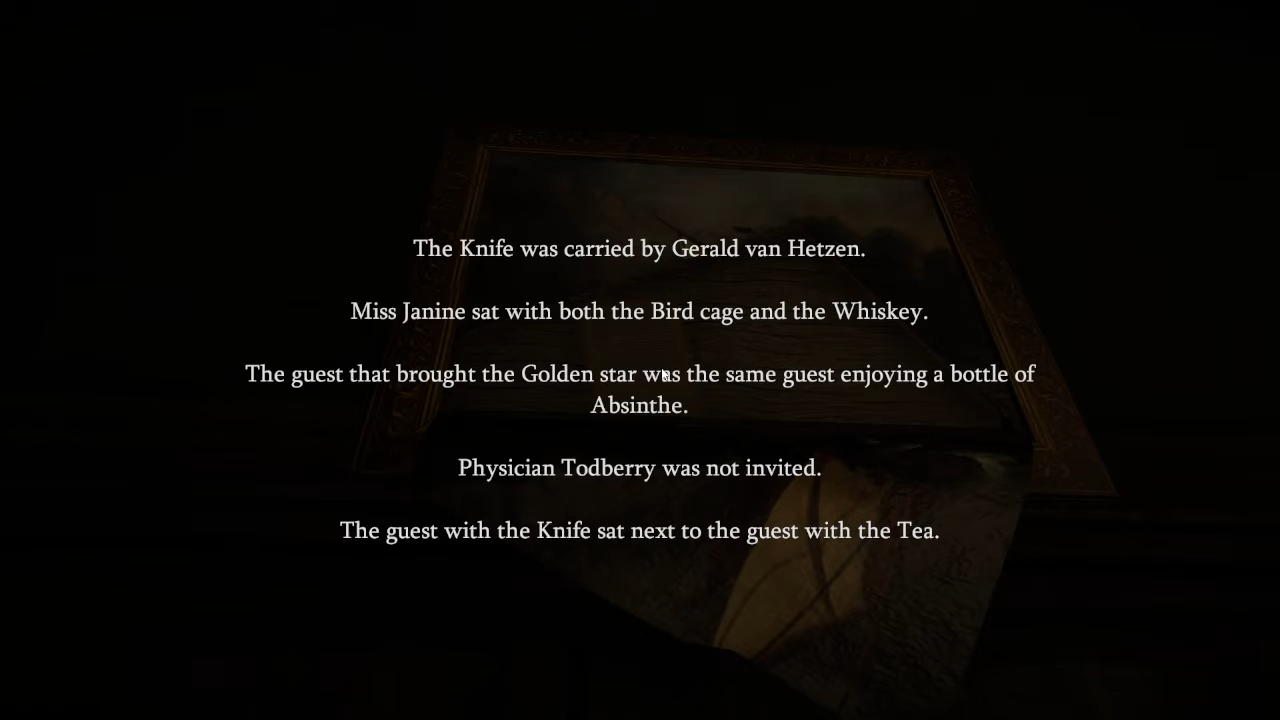 The Knife was carried by Gerald van Hetzen.
Miss Janine sat with both the Bird cage and the Whiskey.
The guest that brought the Golden star was the same guest enjoying a bottle of
Absinthe.
Physician Todberry was not invited.
The guest with the Knife sat next to the guest with the Tea.